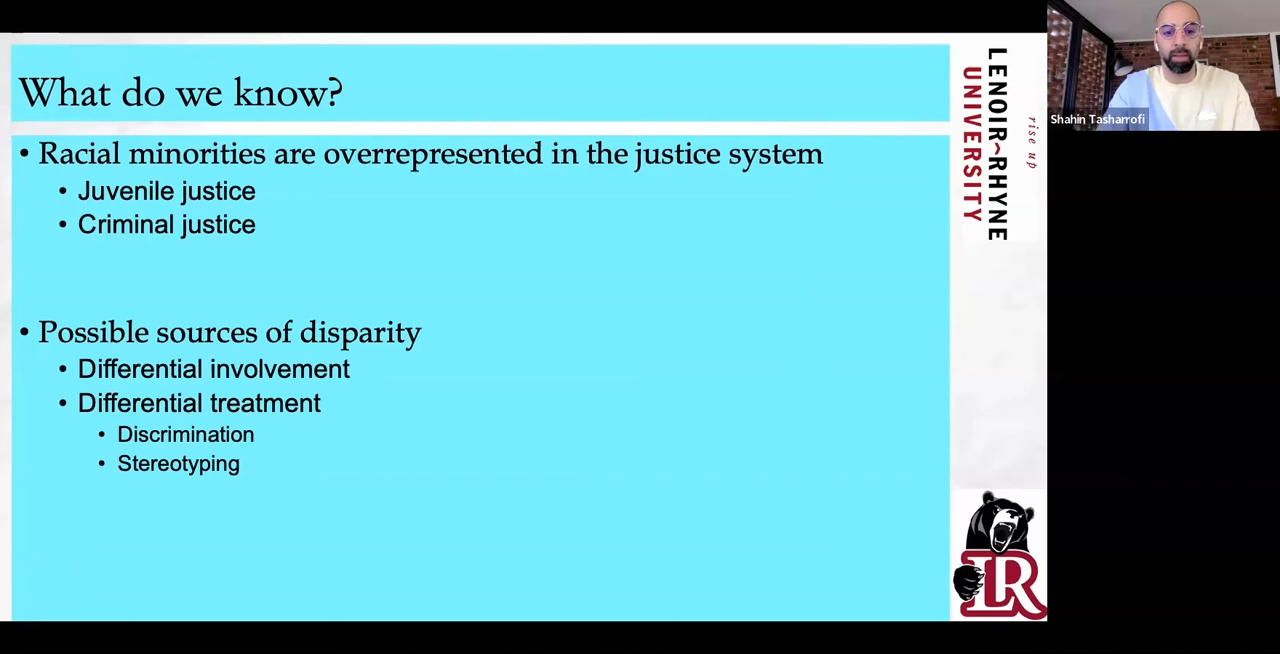 What do we know?
• Racial minorities are overrepresented in the justice system
• Juvenile justice
• Criminal justice
• Possible sources of disparity
• Differential involvement
• Differential treatment
• Discrimination
• Stereotyping
LENOIR~RHYNE
UNIVERSITY
rise up
LR
Shahin Tasharrofi